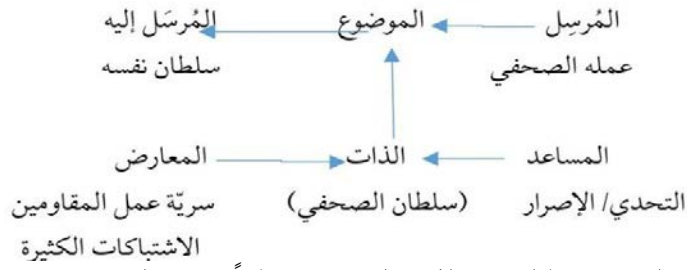 المُرسِل الموضوع المُرسَل إليه
عمله الصحفي سلطان نفسه
المساعد الذات المعارض
التحدي/ الإصرار (سلطان الصحفي) سريّة عمل المقاومين
الاشتباكات الكثيرة